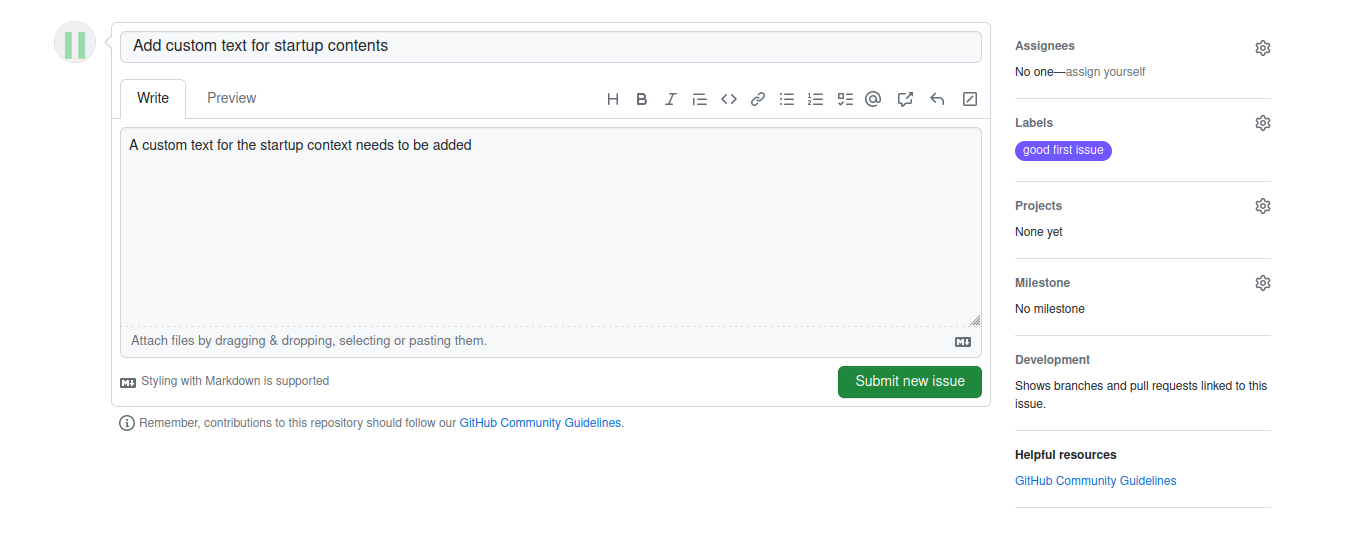 Add custom text for startup contents
Write
Preview
A custom text for the startup context needs to be added
Attach files by dragging & dropping, selecting or pasting them.
Styling with Markdown is supported
Submit new issue
Remember, contributions to this repository should follow our GitHub Community Guidelines.
Assignees
No one—assign yourself
Labels
good first issue
Projects
None yet
Milestone
No milestone
Development
Shows branches and pull requests linked to this
issue.
Helpful resources
GitHub Community Guidelines